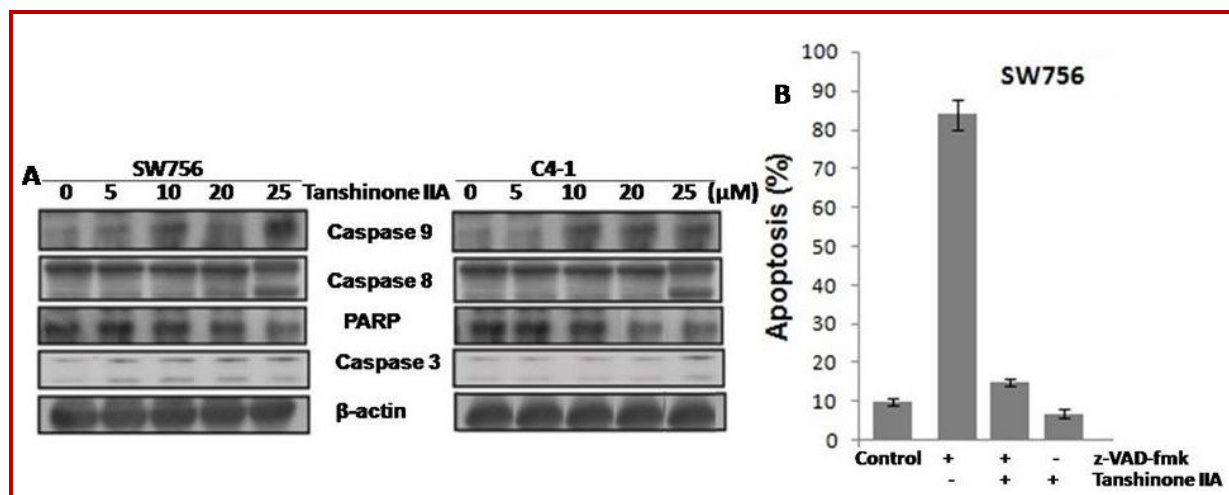 A
SW756
0 5 10 20 25
Tanshinone IIA
C4-1
0 5 10 20 25 (μM)
Caspase 9
Caspase 8
PARP
Caspase 3
β-actin
B
SW756
Apoptosis (%)
100
90
80
70
60
50
40
30
20
10
0
Control + + - z-VAD-fmk
- + + Tanshinone IIA